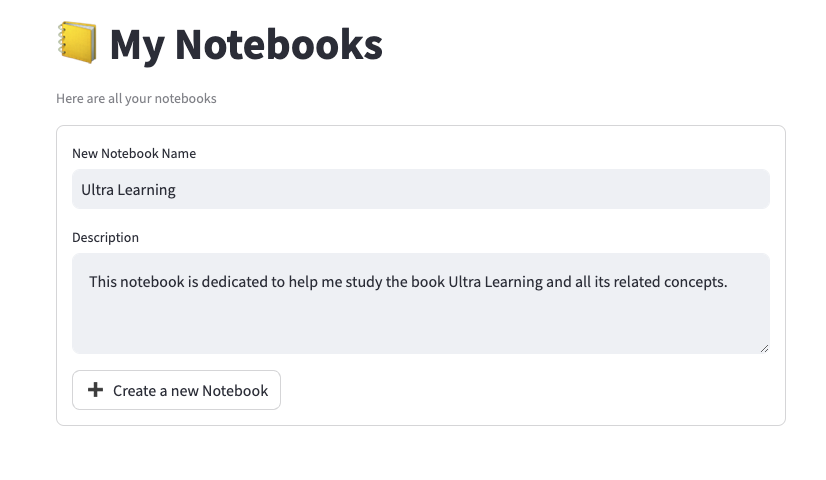 My Notebooks
Here are all your notebooks
New Notebook Name
Ultra Learning
Description
This notebook is dedicated to help me study the book Ultra Learning and all its related concepts.
Create a new Notebook